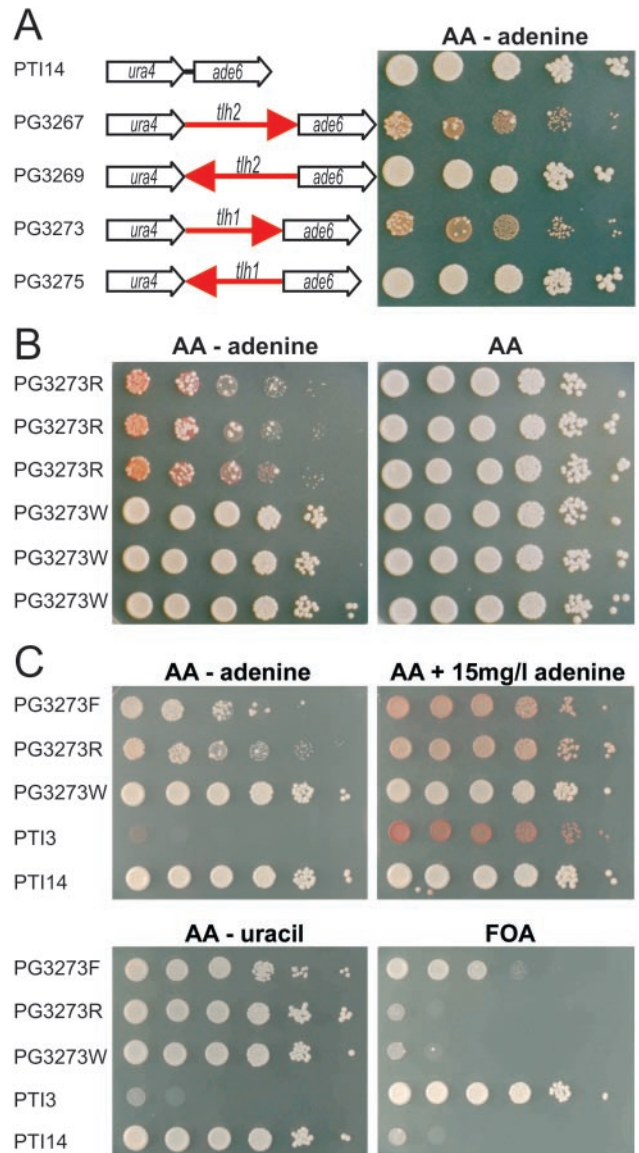 A
AA - adenine
PTI14
ura4 ade6
PG3267
ura4 tlh2 ade6
PG3269
ura4 tlh2 ade6
PG3273
ura4 tlh1 ade6
PG3275
ura4 tlh1 ade6
B
AA - adenine AA
PG3273R
PG3273R
PG3273R
PG3273W
PG3273W
PG3273W
C
AA - adenine AA + 15mg/l adenine
PG3273F
PG3273R
PG3273W
PTI3
PTI14
AA - uracil FOA
PG3273F
PG3273R
PG3273W
PTI3
PTI14